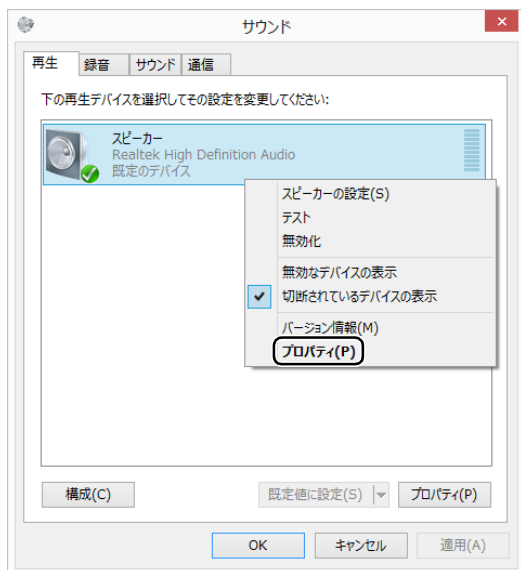 サウンド
再生 録音 サウンド 通信
下の再生デバイスを選択してその設定を変更してください:
スピーカー
Realtek High Definition Audio
既定のデバイス
スピーカーの設定(S)
テスト
無効化
無効なデバイスの表示
切断されているデバイスの表示
バージョン情報(M)
プロパティ(P)
構成(C) 既定値に設定(S) プロパティ(P)
OK キャンセル 適用(A)